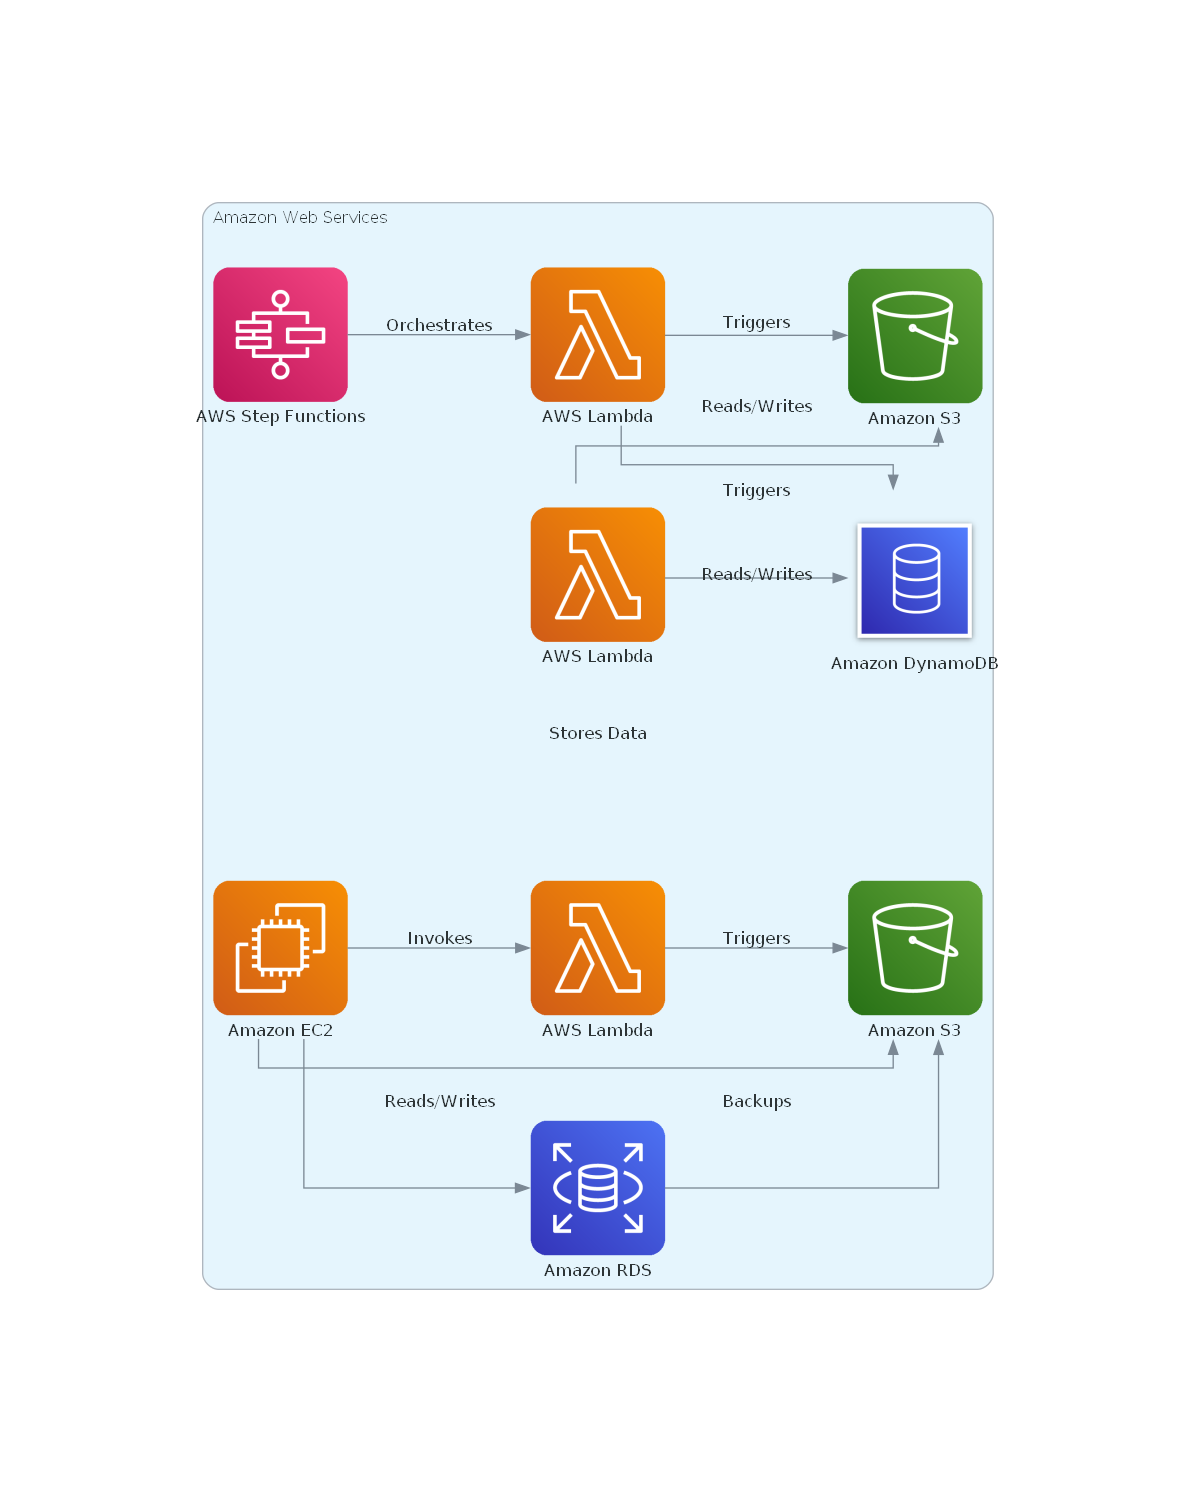 Amazon Web Services
Orchestrates
Triggers
AWS Step Functions
AWS Lambda
Reads/Writes
Amazon S3
Triggers
Reads/Writes
AWS Lambda
Amazon DynamoDB
Stores Data
Invokes
Triggers
Amazon EC2
AWS Lambda
Amazon S3
Reads/Writes
Backups
Amazon RDS